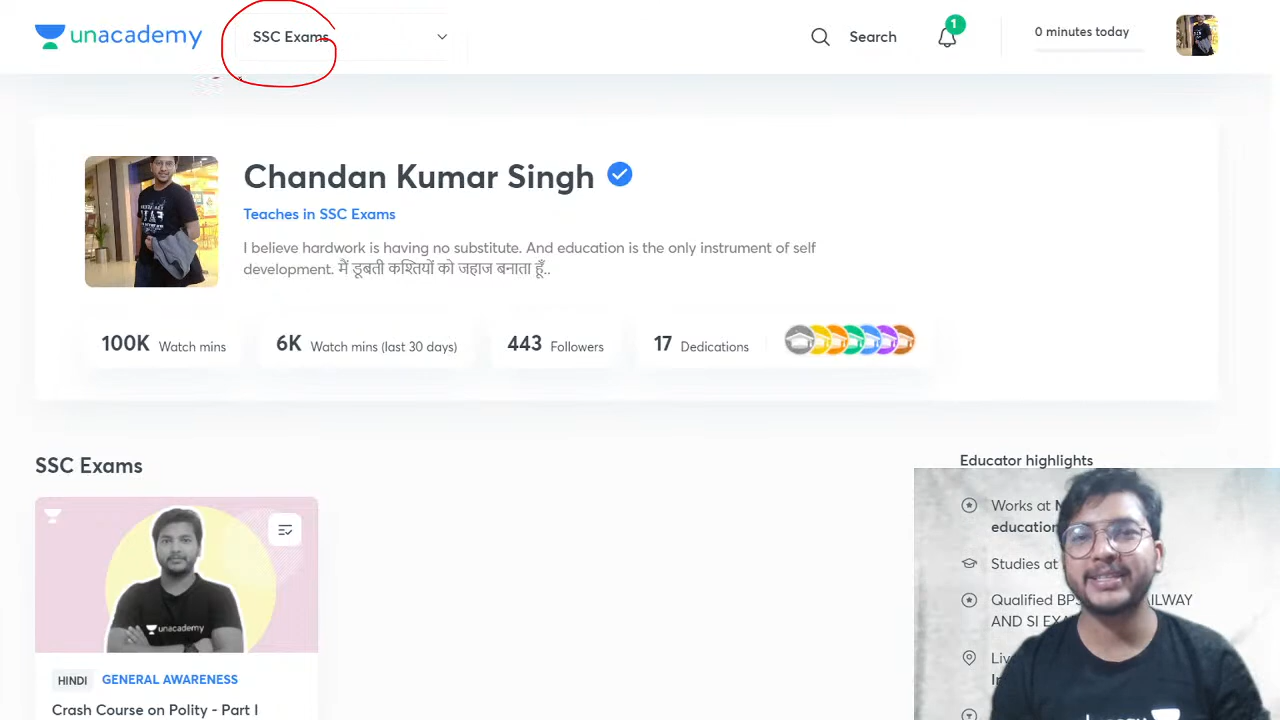 unacademy
SSC Exams
Search
1
0 minutes today
Chandan Kumar Singh
Teaches in SSC Exams
I believe hardwork is having no substitute. And education is the only instrument of self
development. मैं डूबती कश्तियों को जहाज बनाता हूँ..
100K Watch mins
6K Watch mins (last 30 days)
443 Followers
17 Dedications
SSC Exams
Educator highlights
Works at
education
Studies at
Qualified
AND SI
unacademy
HINDI GENERAL AWARENESS
Crash Course on Polity - Part I